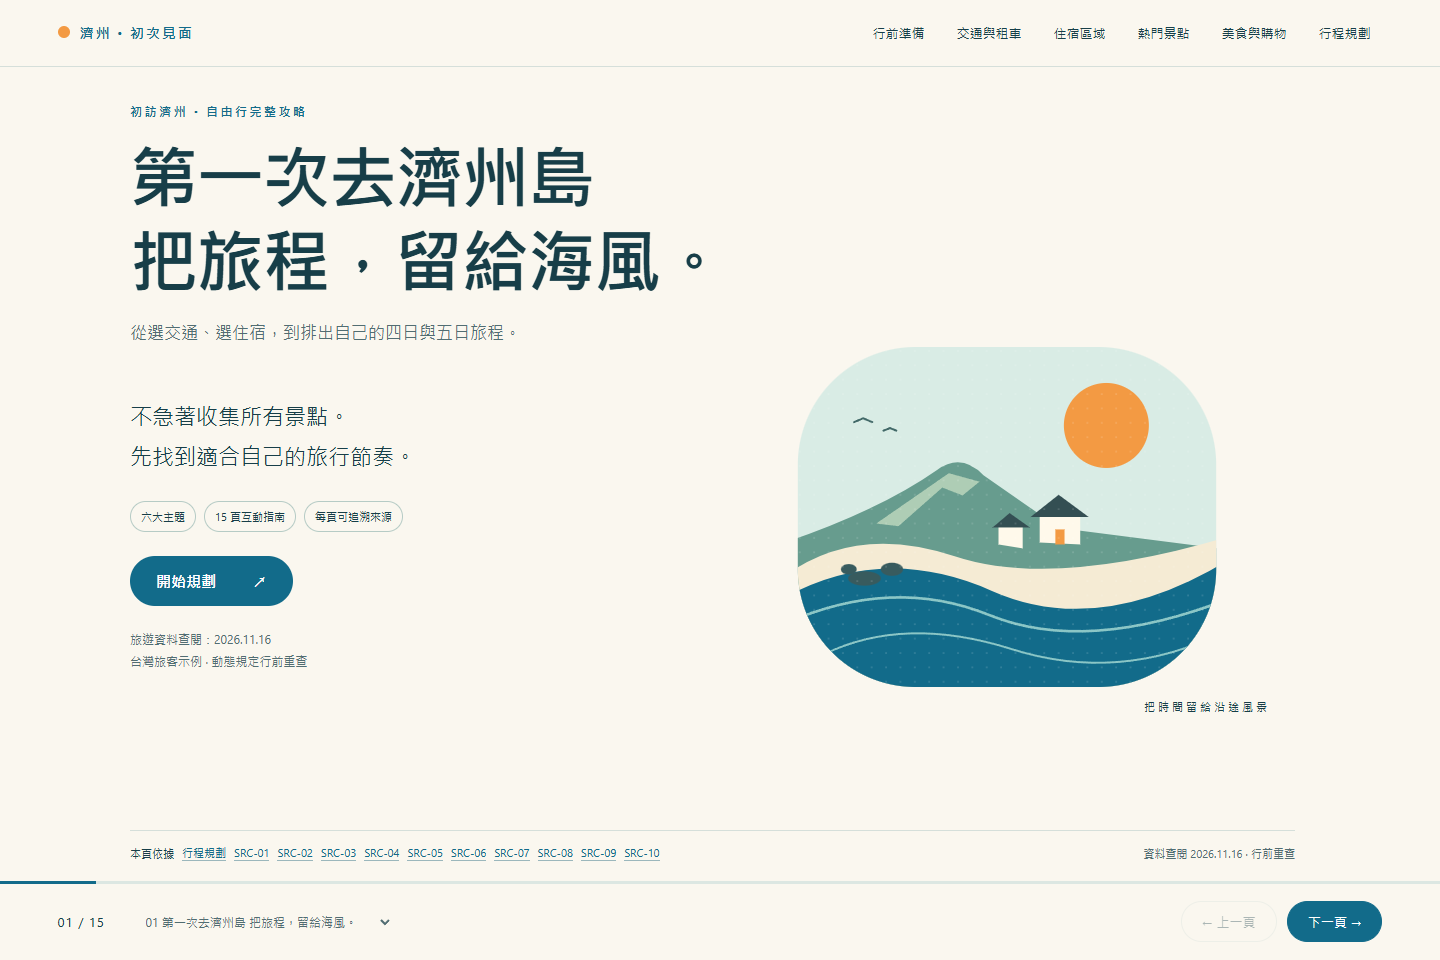 濟州・初次見面
行前準備 交通與租車 住宿區域 熱門景點 美食與購物 行程規劃
初訪濟州・自由行完整攻略
第一次去濟州島
把旅程，留給海風。
從選交通、選住宿，到排出自己的四日與五日旅程。
不急著收集所有景點。
先找到適合自己的旅行節奏。
六大主題 15 頁互動指南 每頁可追溯來源
開始規劃 ↗
旅遊資料查閱：2026.11.16
台灣旅客示例 · 動態規定行前重查
把時間留給沿途風景
本頁依據 行程規劃 SRC-01 SRC-02 SRC-03 SRC-04 SRC-05 SRC-06 SRC-07 SRC-08 SRC-09 SRC-10
資料查閱 2026.11.16 · 行前重查
01 / 15 01 第一次去濟州島 把旅程，留給海風。
← 上一頁 下一頁 →